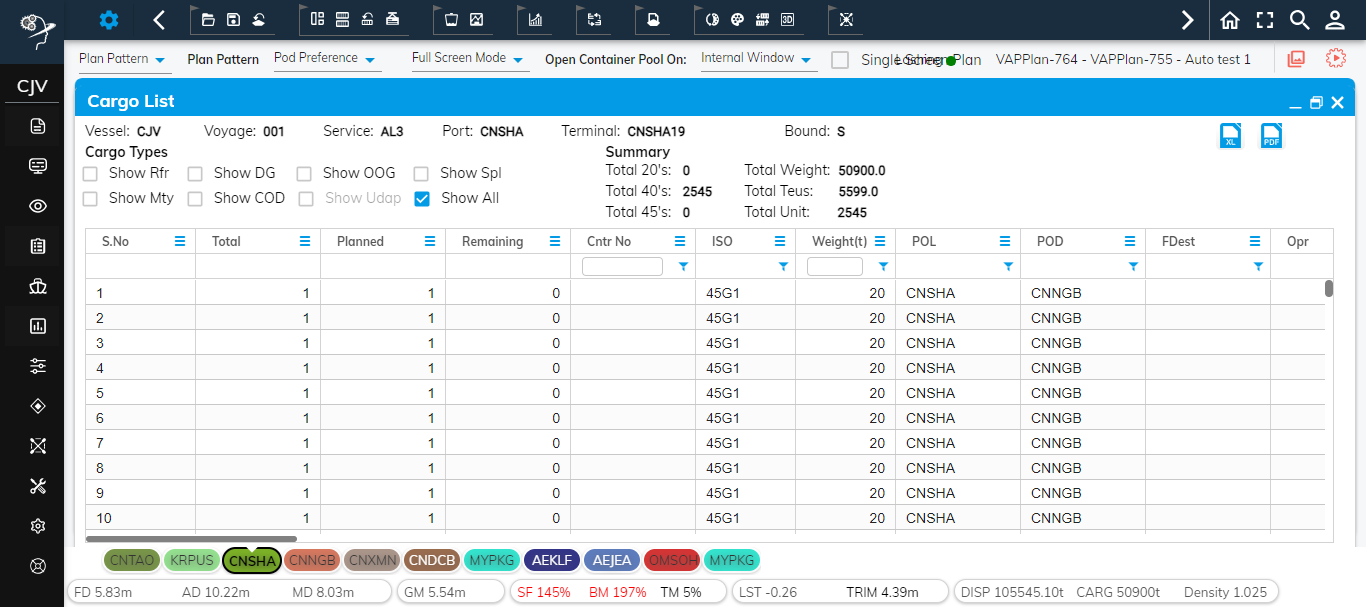 Plan Pattern Plan Pattern Pod Preference Full Screen Mode Open Container Pool On: Internal Window Single Screen Plan VAPPlan-764 - VAPPlan-755 - Auto test 1
CJV
Cargo List
Vessel: CJV Voyage: 001 Service: AL3 Port: CNSHA Terminal: CNSHA19 Bound: S
XL PDF
Cargo Types Summary
Show Rfr Show DG Show OOG Show Spl Total 20's: 0 Total Weight: 50900.0
Show Mty Show COD Show Udap Show All Total 40's: 2545 Total Teus: 5599.0
Total 45's: 0 Total Unit: 2545
S.No Total Planned Remaining Cntr No ISO Weight(t) POL POD FDest Opr
1 1 1 0 45G1 20 CNSHA CNNGB
2 1 1 0 45G1 20 CNSHA CNNGB
3 1 1 0 45G1 20 CNSHA CNNGB
4 1 1 0 45G1 20 CNSHA CNNGB
5 1 1 0 45G1 20 CNSHA CNNGB
6 1 1 0 45G1 20 CNSHA CNNGB
7 1 1 0 45G1 20 CNSHA CNNGB
8 1 1 0 45G1 20 CNSHA CNNGB
9 1 1 0 45G1 20 CNSHA CNNGB
10 1 1 0 45G1 20 CNSHA CNNGB
CNTAO KRPUS CNSHA CNNGB CNXMN CNDCB MYPKG AEKLF AEJEA OMSOH MYPKG
FD 5.83m AD 10.22m MD 8.03m GM 5.54m SF 145% BM 197% TM 5% LST -0.26 TRIM 4.39m DISP 105545.10t CARG 50900t Density 1.025